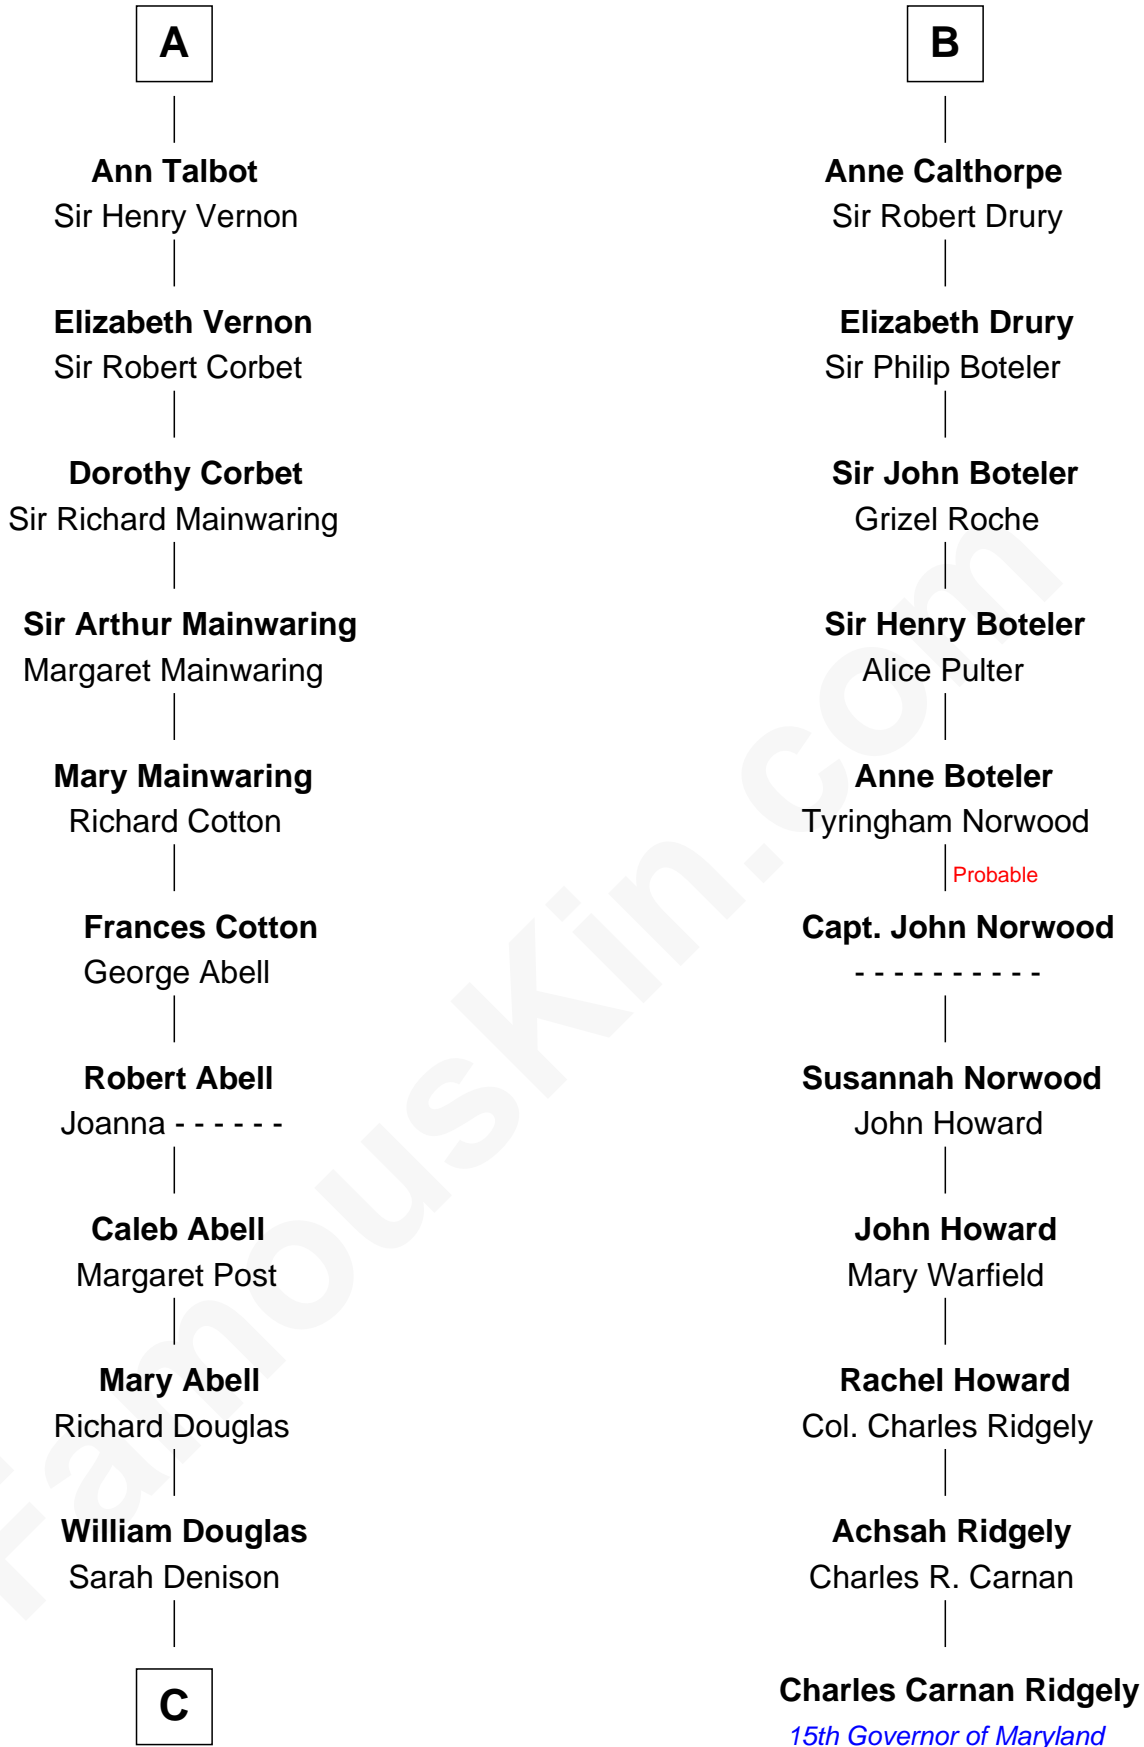 A
Ann Talbot
Sir Henry Vernon
Elizabeth Vernon
Sir Robert Corbet
Dorothy Corbet
Sir Richard Mainwaring
Sir Arthur Mainwaring
Margaret Mainwaring
Mary Mainwaring
Richard Cotton
Frances Cotton
George Abell
Robert Abell
Joanna - - - - - -
Caleb Abell
Margaret Post
Mary Abell
Richard Douglas
William Douglas
Sarah Denison
C
B
Anne Calthorpe
Sir Robert Drury
Elizabeth Drury
Sir Philip Boteler
Sir John Boteler
Grizel Roche
Sir Henry Boteler
Alice Pulter
Anne Boteler
Tyringham Norwood
Probable
Capt. John Norwood
- - - - - - - - - -
Susannah Norwood
John Howard
John Howard
Mary Warfield
Rachel Howard
Col. Charles Ridgely
Achsah Ridgely
Charles R. Carnan
Charles Carnan Ridgely
15th Governor of Maryland
FamousKin.com